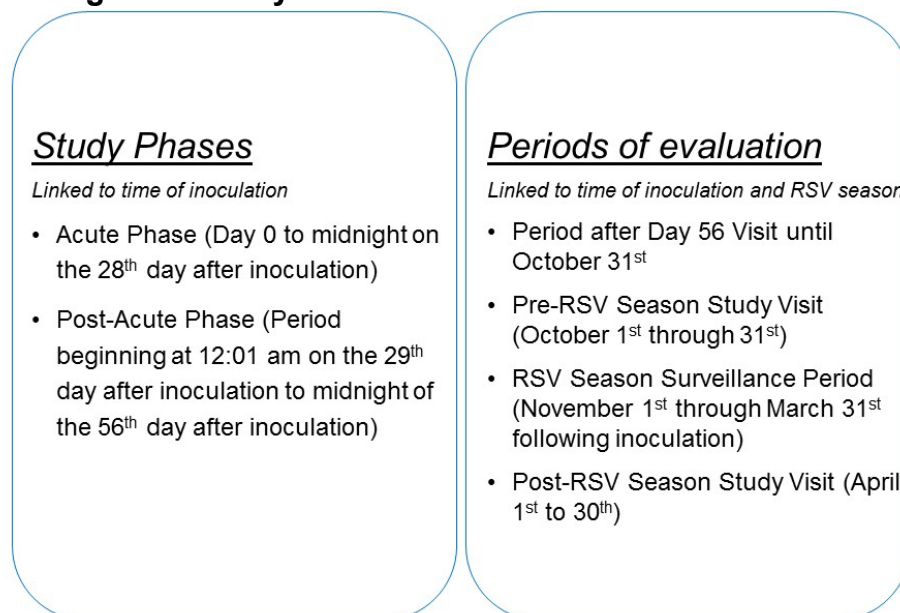 Study Phases
Linked to time of inoculation
• Acute Phase (Day 0 to midnight on
the 28th day after inoculation)
• Post-Acute Phase (Period
beginning at 12:01 am on the 29th
day after inoculation to midnight of
the 56th day after inoculation)
Periods of evaluation
Linked to time of inoculation and RSV season
• Period after Day 56 Visit until
October 31st
• Pre-RSV Season Study Visit
(October 1st through 31st)
• RSV Season Surveillance Period
(November 1st through March 31st
following inoculation)
• Post-RSV Season Study Visit (April
1st to 30th)